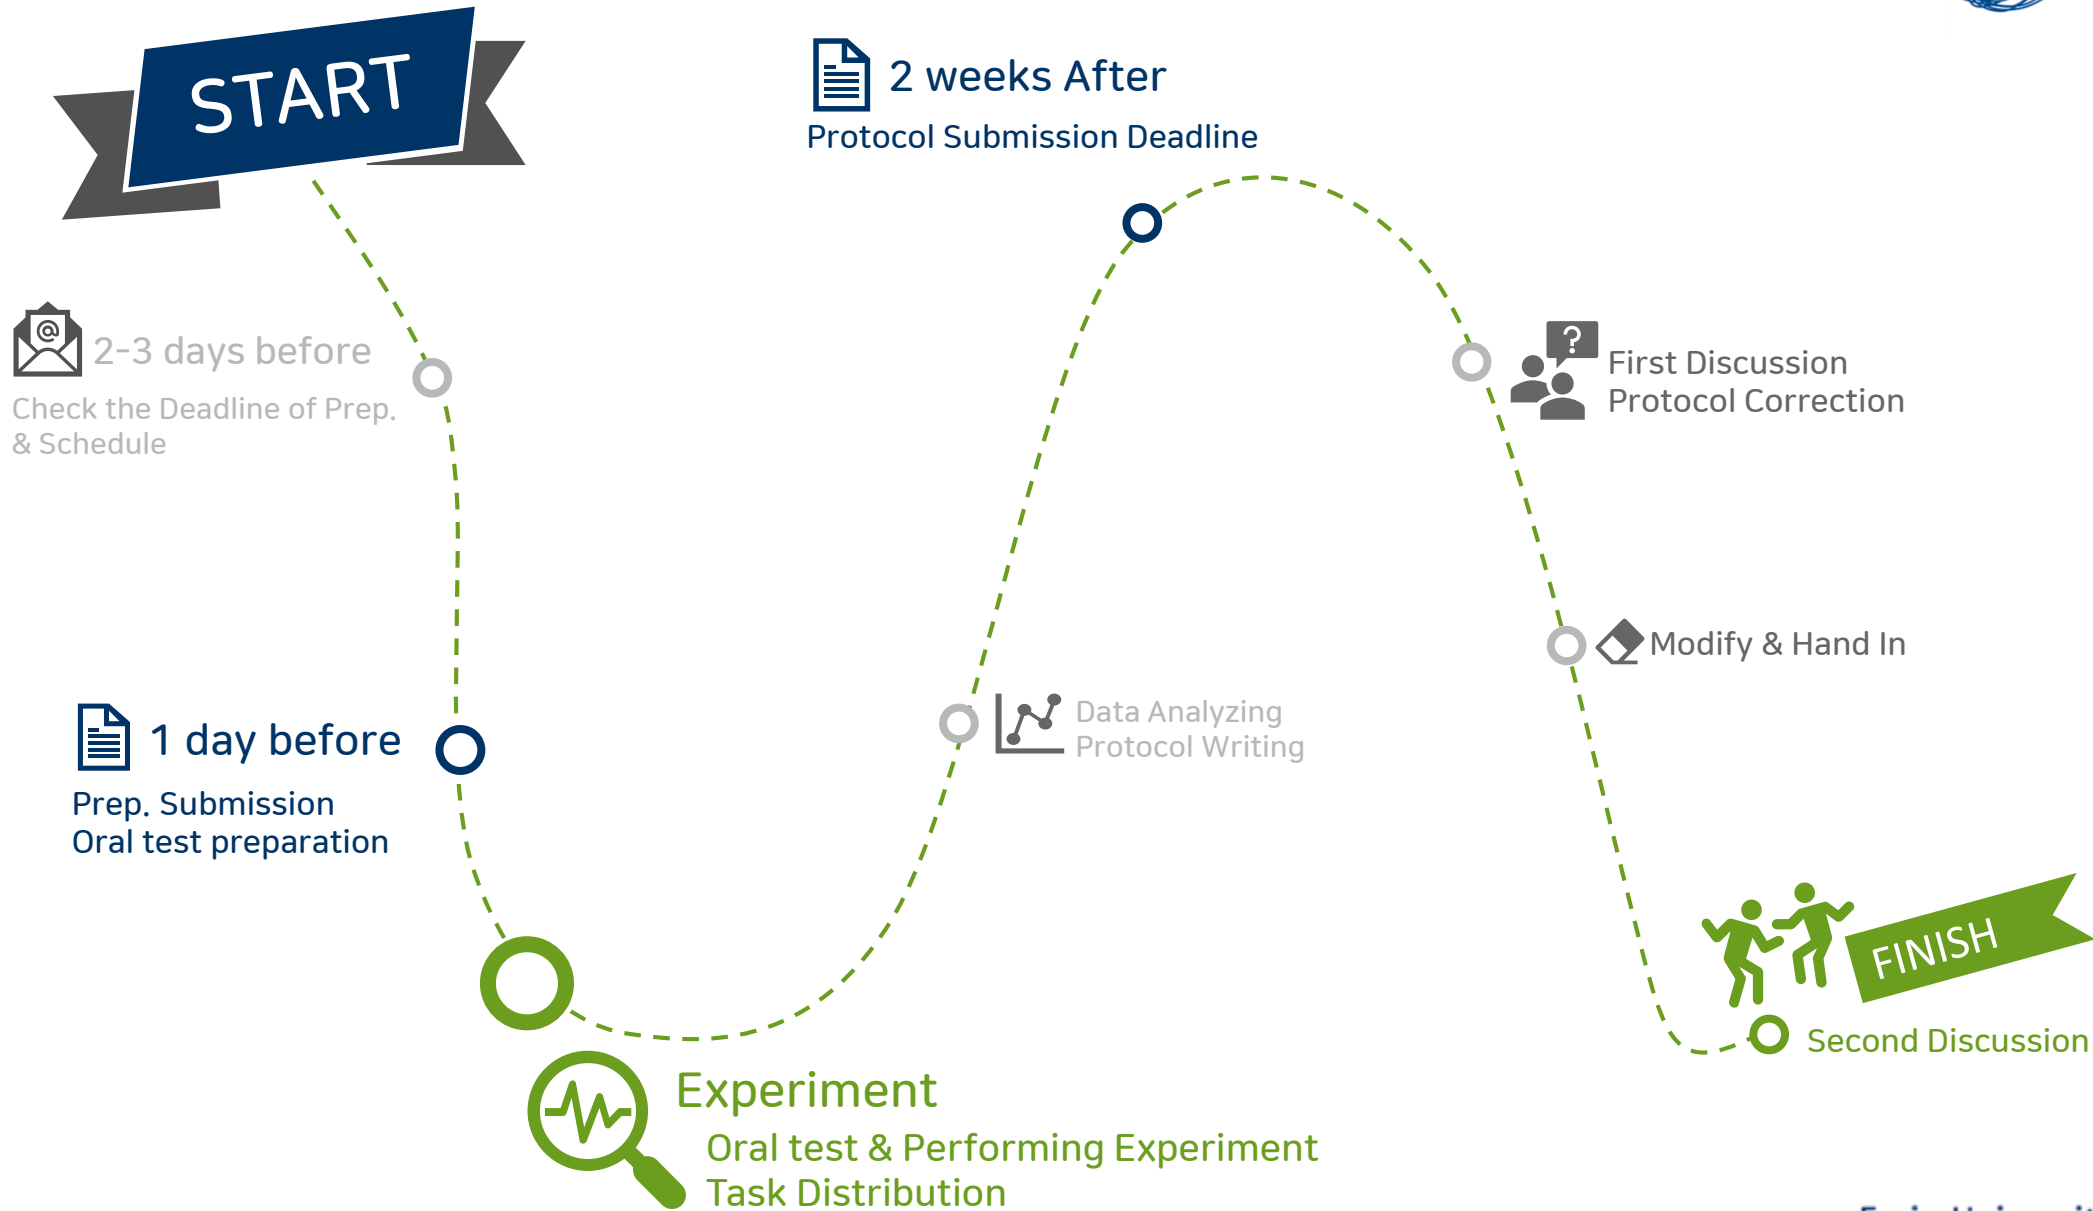 START
2-3 days before
Check the Deadline of Prep.
& Schedule
1 day before
Prep. Submission
Oral test preparation
Experiment
Oral test & Performing Experiment
Task Distribution
Data Analyzing
Protocol Writing
2 weeks After
Protocol Submission Deadline
?
First Discussion
Protocol Correction
Modify & Hand In
FINISH
Second Discussion